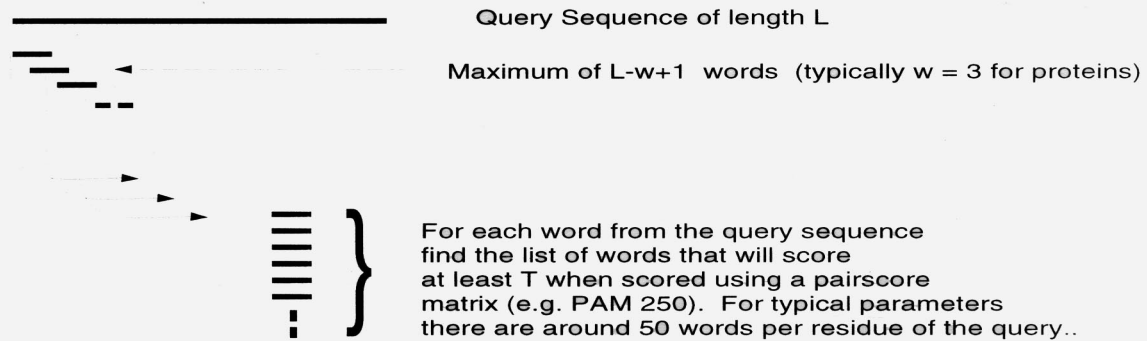 Query Sequence of length L
Maximum of L-w+1 words (typically w = 3 for proteins)
For each word from the query sequence
find the list of words that will score
at least T when scored using a pairscore
matrix (e.g. PAM 250). For typical parameters
there are around 50 words per residue of the query..